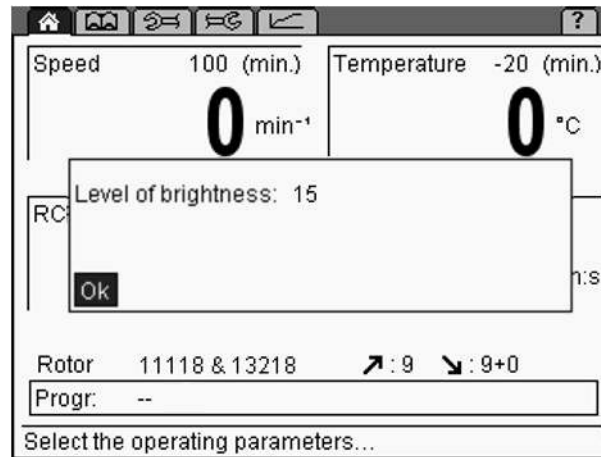 ?
Speed 100 (min.) Temperature -20 (min.)
0 min⁻¹ 0 °C
Level of brightness: 15
RC
Ok
Rotor 11118 & 13218 ↗ : 9 ↘ : 9+0
Progr: --
Select the operating parameters...